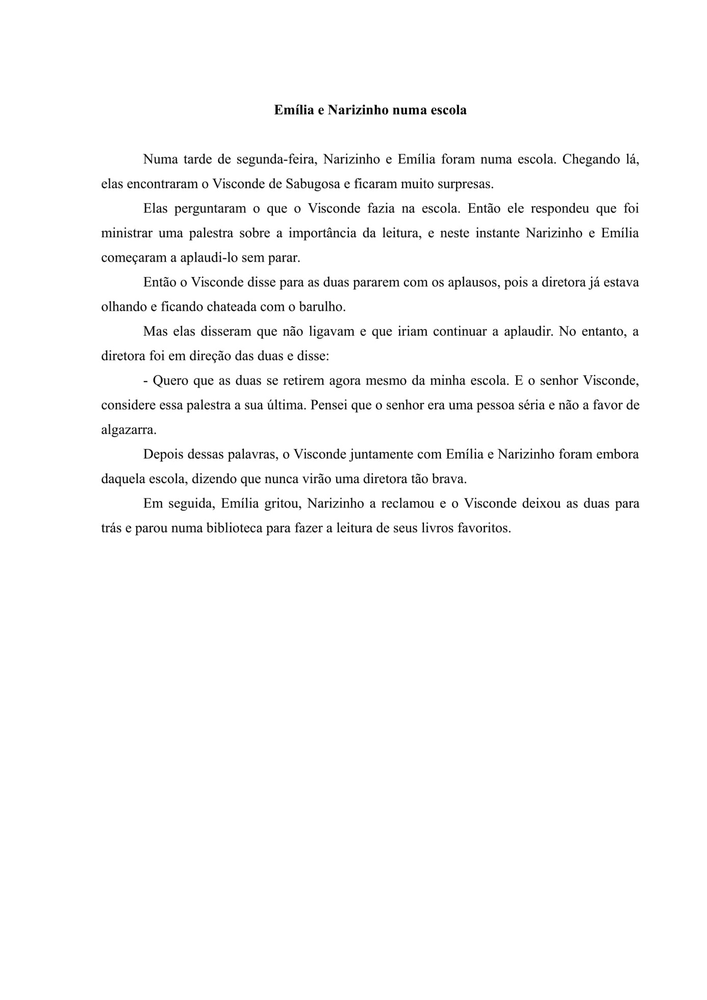 Emília e Narizinho numa escola
Numa tarde de segunda-feira, Narizinho e Emília foram numa escola. Chegando lá,
elas encontraram o Visconde de Sabugosa e ficaram muito surpresas.
Elas perguntaram o que o Visconde fazia na escola. Então ele respondeu que foi
ministrar uma palestra sobre a importância da leitura, e neste instante Narizinho e Emília
começaram a aplaudi-lo sem parar.
Então o Visconde disse para as duas pararem com os aplausos, pois a diretora já estava
olhando e ficando chateada com o barulho.
Mas elas disseram que não ligavam e que iriam continuar a aplaudir. No entanto, a
diretora foi em direção das duas e disse:
- Quero que as duas se retirem agora mesmo da minha escola. E o senhor Visconde,
considere essa palestra a sua última. Pensei que o senhor era uma pessoa séria e não a favor de
algazarra.
Depois dessas palavras, o Visconde juntamente com Emília e Narizinho foram embora
daquela escola, dizendo que nunca virão uma diretora tão brava.
Em seguida, Emília gritou, Narizinho a reclamou e o Visconde deixou as duas para
trás e parou numa biblioteca para fazer a leitura de seus livros favoritos.